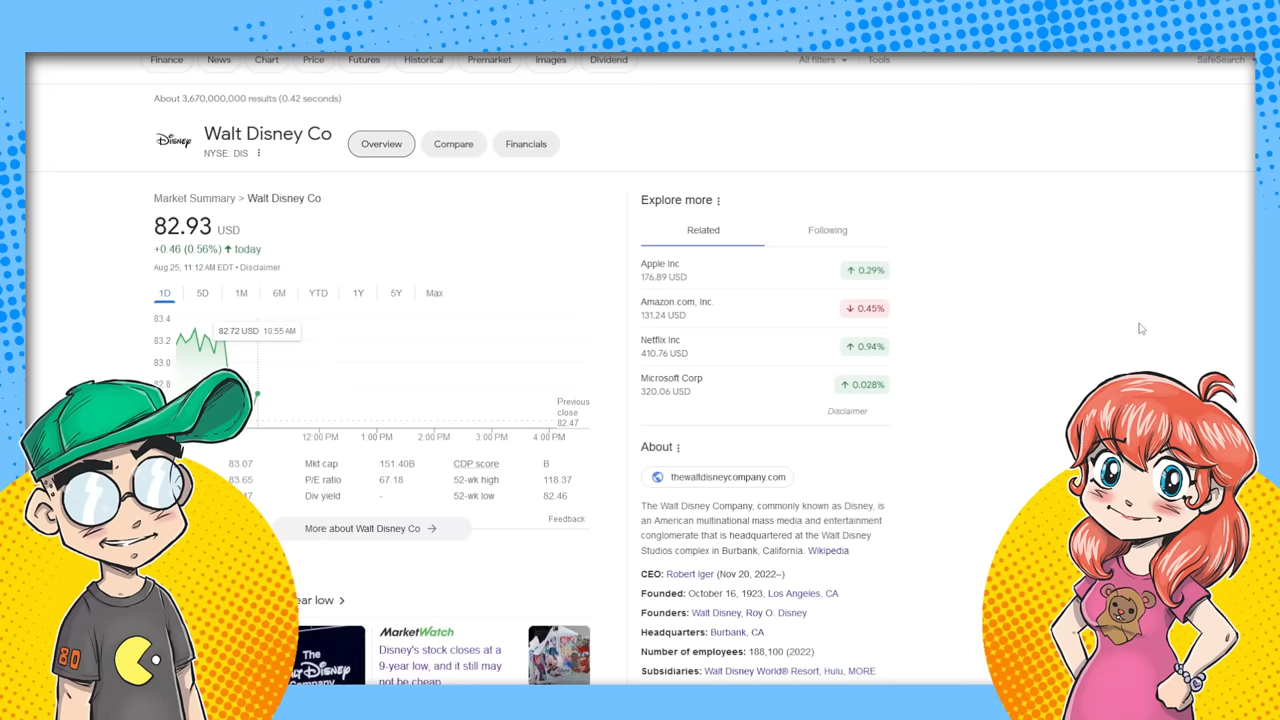 Finance News Chart Price Futures Historical Premarket Images Dividend All filters Tools SafeSearch
About 3,670,000,000 results (0.42 seconds)
Disney
Walt Disney Co
NYSE: DIS
Overview Compare Financials
Market Summary > Walt Disney Co
82.93 USD
+0.46 (0.56%) ↑ today
Aug 25, 11:12 AM EDT • Disclaimer
1D 5D 1M 6M YTD 1Y 5Y Max
83.4
82.72 USD 10:55 AM
83.2
83.0
82.8
Previous
close
82.47
12:00 PM 1:00 PM 2:00 PM 3:00 PM 4:00 PM
83.07 Mkt cap 151.40B CDP score B
83.65 P/E ratio 67.18 52-wk high 118.37
Div yield - 52-wk low 82.46
Feedback
More about Walt Disney Co →
ear low >
The
Walt Disney
Company
MarketWatch
Disney's stock closes at
a 9-year low, and it still may
not be cheap
Explore more
Related Following
Apple Inc
176.89 USD
↑ 0.29%
Amazon.com, Inc.
131.24 USD
↓ 0.45%
Netflix Inc
410.76 USD
↑ 0.94%
Microsoft Corp
320.06 USD
↑ 0.028%
Disclaimer
About
thewaltdisneycompany.com
The Walt Disney Company, commonly known as Disney, is
an American multinational mass media and entertainment
conglomerate that is headquartered at the Walt Disney
Studios complex in Burbank, California. Wikipedia
CEO: Robert Iger (Nov 20, 2022–)
Founded: October 16, 1923, Los Angeles, CA
Founders: Walt Disney, Roy O. Disney
Headquarters: Burbank, CA
Number of employees: 188,100 (2022)
Subsidiaries: Walt Disney World® Resort, Hulu, MORE
80